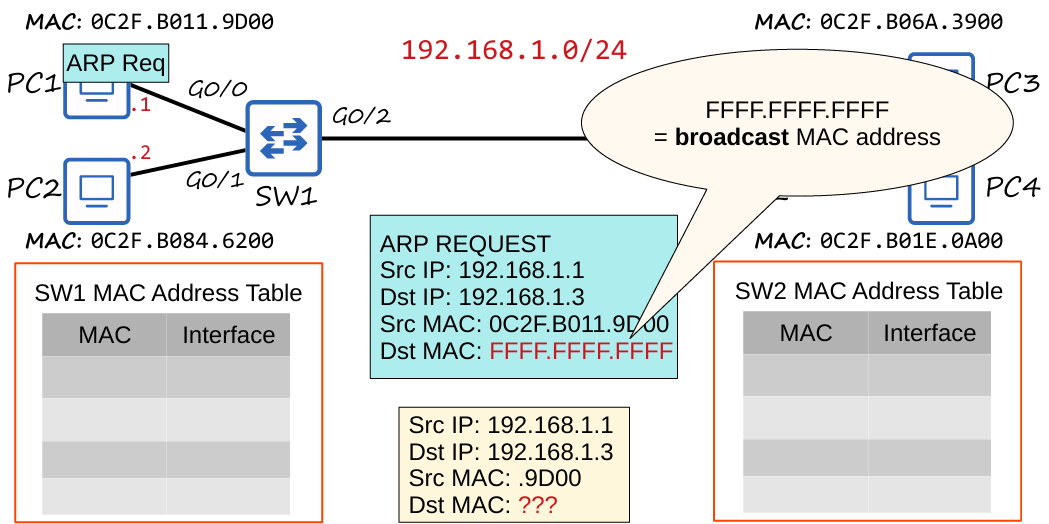 MAC: 0C2F.B011.9D00
MAC: 0C2F.B06A.3900
192.168.1.0/24
ARP Req
PC1
.1
G0/0
G0/2
PC3
FFFF.FFFF.FFFF
= broadcast MAC address
PC2
.2
G0/1
SW1
PC4
MAC: 0C2F.B084.6200
MAC: 0C2F.B01E.0A00
ARP REQUEST
Src IP: 192.168.1.1
Dst IP: 192.168.1.3
Src MAC: 0C2F.B011.9D00
Dst MAC: FFFF.FFFF.FFFF
SW1 MAC Address Table
MAC Interface
SW2 MAC Address Table
MAC Interface
Src IP: 192.168.1.1
Dst IP: 192.168.1.3
Src MAC: .9D00
Dst MAC: ???